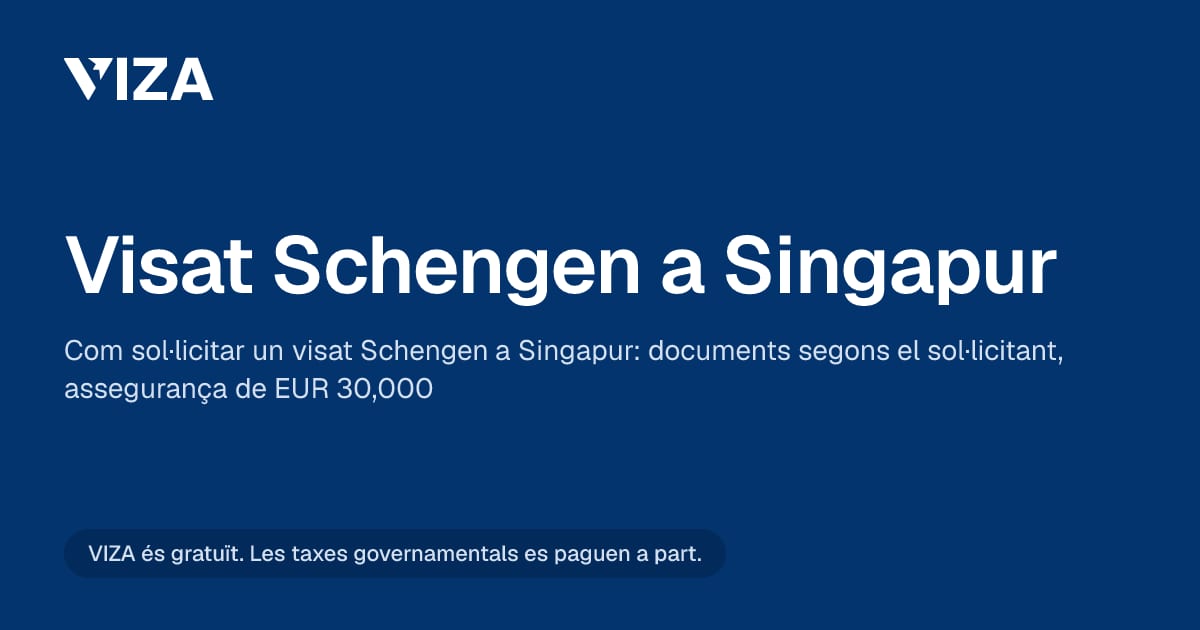 VIZA
Visat Schengen a Singapur
Com sol·licitar un visat Schengen a Singapur: documents segons el sol·licitant,
assegurança de EUR 30,000
VIZA és gratuït. Les taxes governamentals es paguen a part.